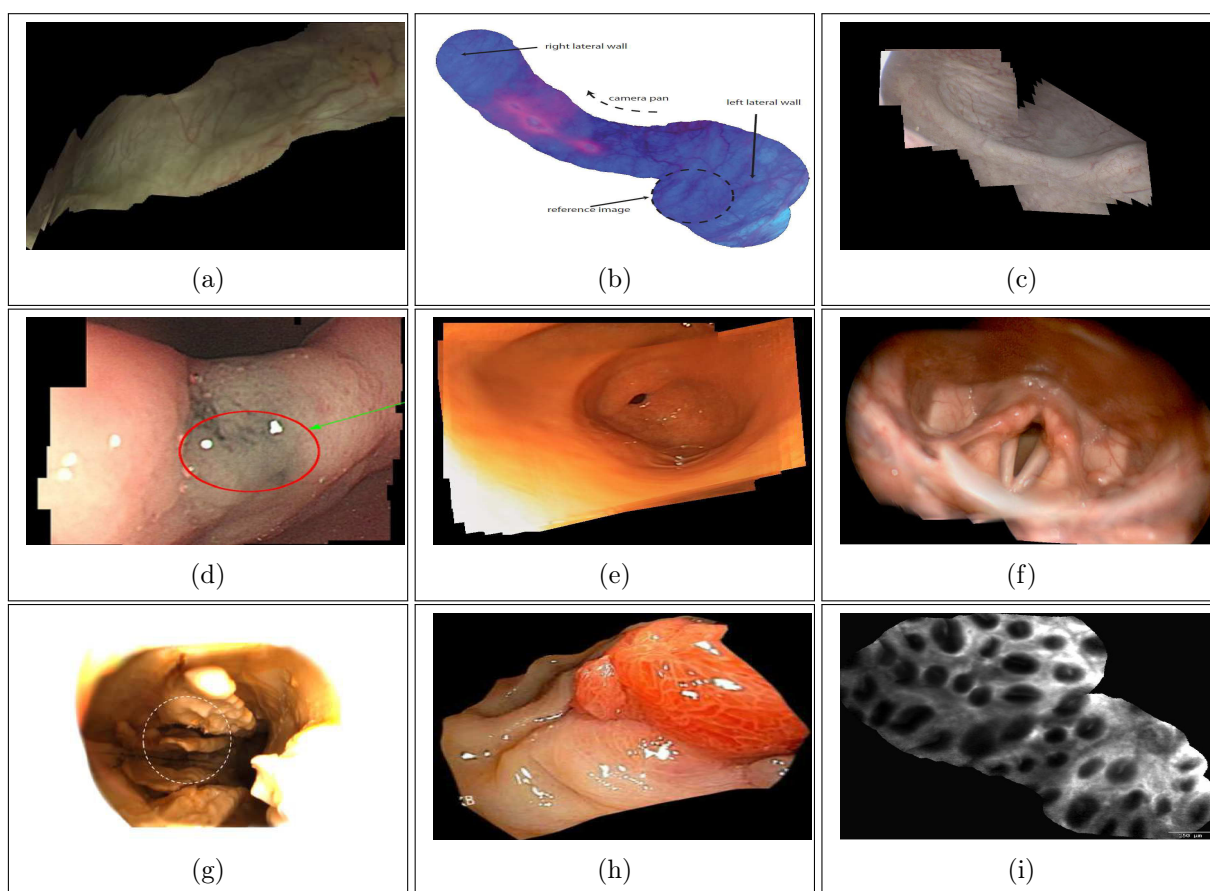 right lateral wall
camera pan
left lateral wall
reference image
(a)
(b)
(c)
(d)
(e)
(f)
B
(g)
(h)
(i)